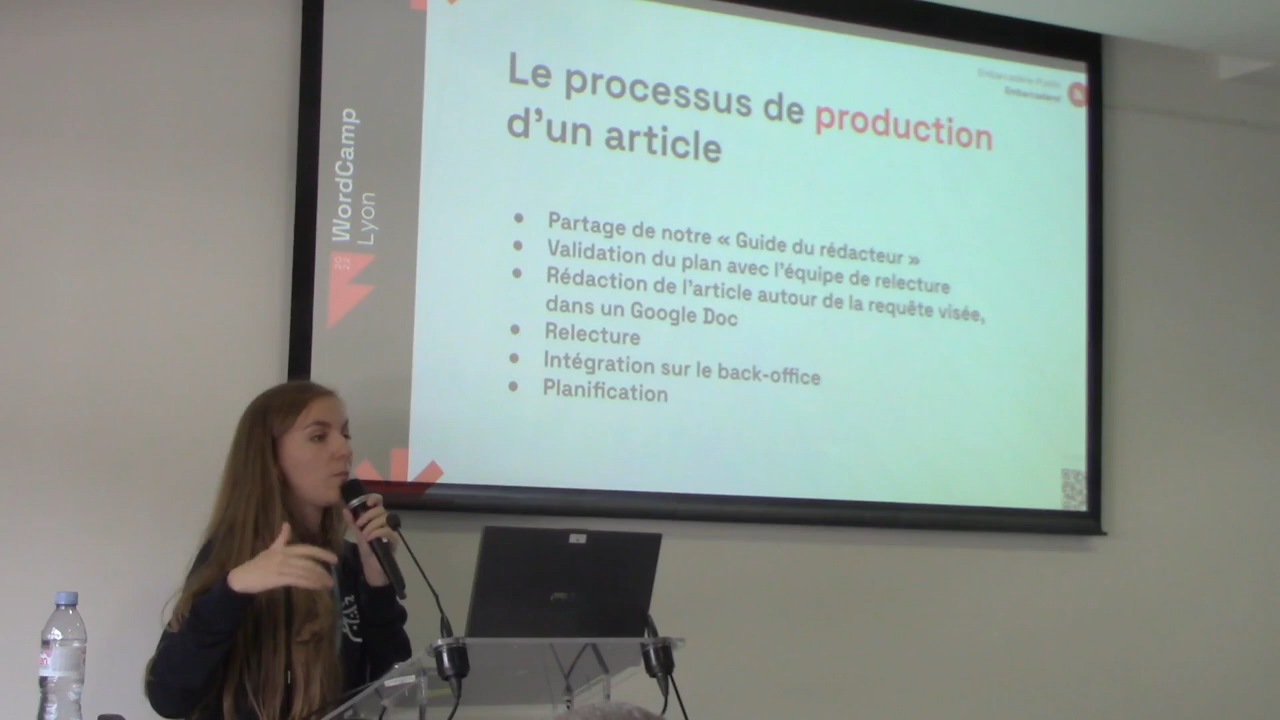 Le processus de production
d'un article
• Partage de notre « Guide du rédacteur »
• Validation du plan avec l'équipe de relecture
• Rédaction de l'article autour de la requête visée,
dans un Google Doc
• Relecture
• Intégration sur le back-office
• Planification
WordCamp
Lyon